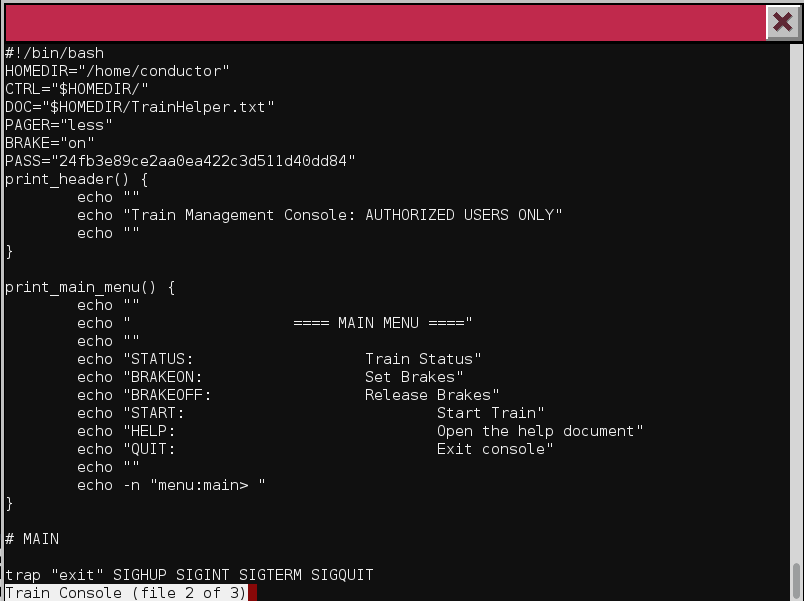 #!/bin/bash
HOMEDIR="/home/conductor"
CTRL="$HOMEDIR/"
DOC="$HOMEDIR/TrainHelper.txt"
PAGER="less"
BRAKE="on"
PASS="24fb3e89ce2aa0ea422c3d511d40dd84"
print_header() {
        echo ""
        echo "Train Management Console: AUTHORIZED USERS ONLY"
        echo ""
}

print_main_menu() {
        echo ""
        echo "                  ==== MAIN MENU ===="
        echo ""
        echo "STATUS:                   Train Status"
        echo "BRAKEON:                  Set Brakes"
        echo "BRAKEOFF:                 Release Brakes"
        echo "START:                            Start Train"
        echo "HELP:                             Open the help document"
        echo "QUIT:                             Exit console"
        echo ""
        echo -n "menu:main> "
}

# MAIN

trap "exit" SIGHUP SIGINT SIGTERM SIGQUIT
Train Console (file 2 of 3)